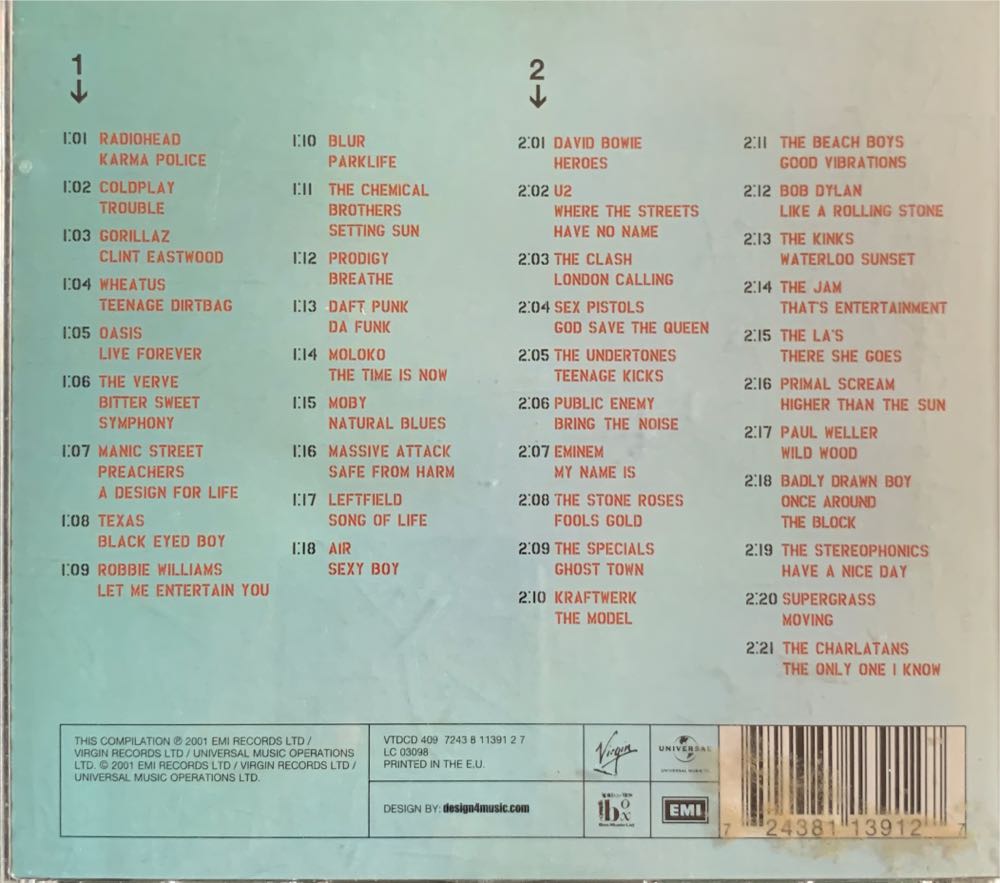 1
1:01 RADIOHEAD
KARMA POLICE
1:02 COLDPLAY
TROUBLE
1:03 GORILLAZ
CLINT EASTWOOD
1:04 WHEATUS
TEENAGE DIRTBAG
1:05 OASIS
LIVE FOREVER
1:06 THE VERVE
BITTER SWEET
SYMPHONY
1:07 MANIC STREET
PREACHERS
A DESIGN FOR LIFE
1:08 TEXAS
BLACK EYED BOY
1:09 ROBBIE WILLIAMS
LET ME ENTERTAIN YOU
1:10 BLUR
PARKLIFE
1:11 THE CHEMICAL
BROTHERS
SETTING SUN
1:12 PRODIGY
BREATHE
1:13 DAFT PUNK
DA FUNK
1:14 MOLOKO
THE TIME IS NOW
1:15 MOBY
NATURAL BLUES
1:16 MASSIVE ATTACK
SAFE FROM HARM
1:17 LEFTFIELD
SONG OF LIFE
1:18 AIR
SEXY BOY
2
2:01 DAVID BOWIE
HEROES
2:02 U2
WHERE THE STREETS
HAVE NO NAME
2:03 THE CLASH
LONDON CALLING
2:04 SEX PISTOLS
GOD SAVE THE QUEEN
2:05 THE UNDERTONES
TEENAGE KICKS
2:06 PUBLIC ENEMY
BRING THE NOISE
2:07 EMINEM
MY NAME IS
2:08 THE STONE ROSES
FOOLS GOLD
2:09 THE SPECIALS
GHOST TOWN
2:10 KRAFTWERK
THE MODEL
2:11 THE BEACH BOYS
GOOD VIBRATIONS
2:12 BOB DYLAN
LIKE A ROLLING STONE
2:13 THE KINKS
WATERLOO SUNSET
2:14 THE JAM
THAT'S ENTERTAINMENT
2:15 THE LA'S
THERE SHE GOES
2:16 PRIMAL SCREAM
HIGHER THAN THE SUN
2:17 PAUL WELLER
WILD WOOD
2:18 BADLY DRAWN BOY
ONCE AROUND
THE BLOCK
2:19 THE STEREOPHONICS
HAVE A NICE DAY
2:20 SUPERGRASS
MOVING
2:21 THE CHARLATANS
THE ONLY ONE I KNOW
THIS COMPILATION ℗ 2001 EMI RECORDS LTD /
VIRGIN RECORDS LTD / UNIVERSAL MUSIC OPERATIONS
LTD. © 2001 EMI RECORDS LTD / VIRGIN RECORDS LTD /
UNIVERSAL MUSIC OPERATIONS LTD.
VTDCD 409 7243 8 11391 2 7
LC 03098
PRINTED IN THE E.U.
DESIGN BY: design4music.com
Virgin
UNIVERSAL
box
EMI
7 24381 13912 7